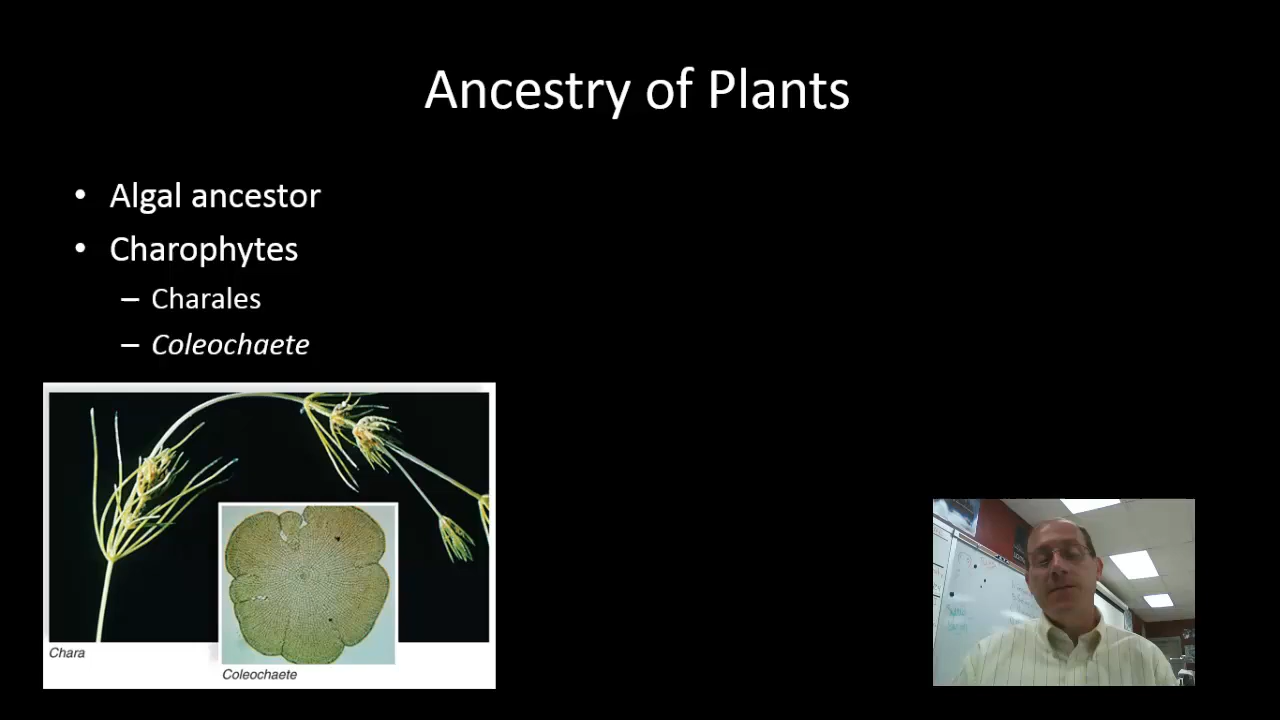 Ancestry of Plants
• Algal ancestor
• Charophytes
– Charales
– Coleochaete
Chara
Coleochaete